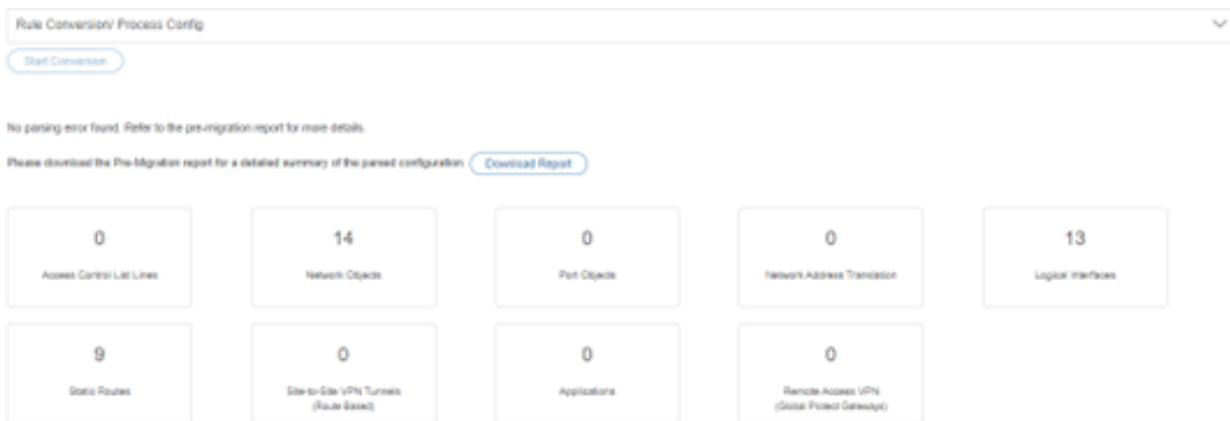 Rule Conversion/ Process Config
Start Conversion
No parsing error found. Refer to the pre-migration report for more details.
Please download the Pre-Migration report for a detailed summary of the parsed configuration. Download Report
0
Access Control List Lines
14
Network Objects
0
Port Objects
0
Network Address Translation
13
Logical Interfaces
9
Static Routes
0
Site-to-Site VPN Tunnels
(Route Based)
0
Applications
0
Remote Access VPN
(Global Protect Gateways)